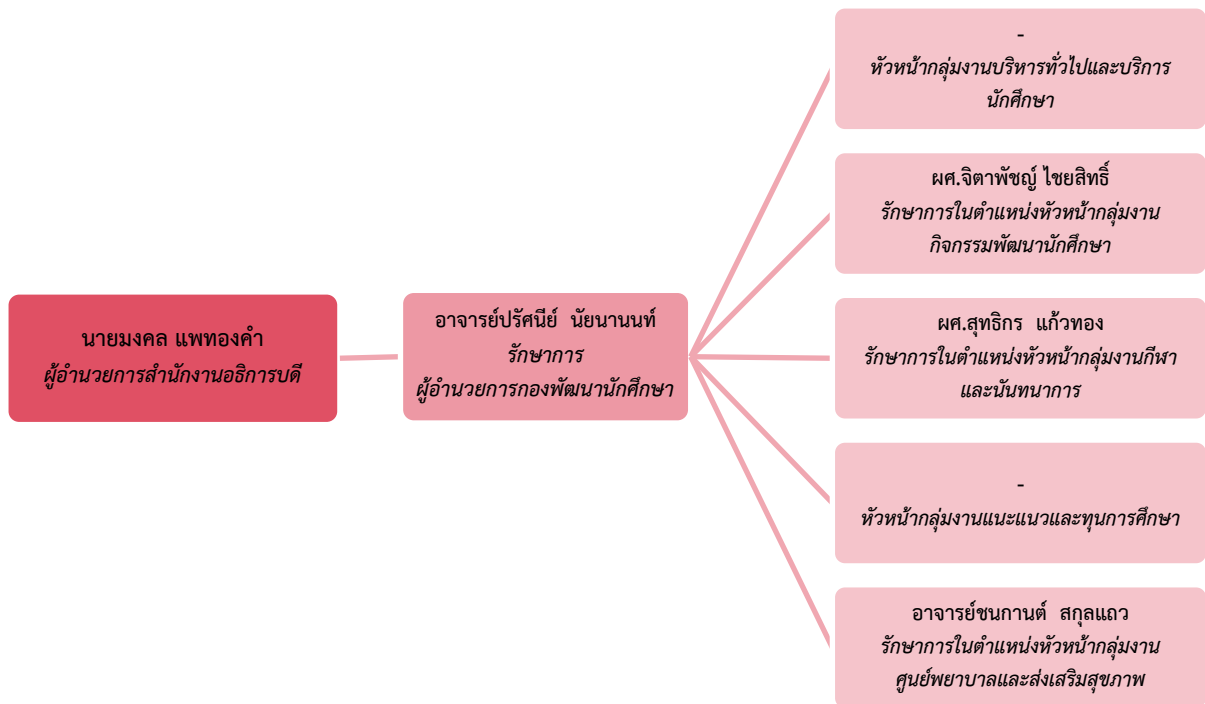 นายมงคล แพทองคำ
ผู้อำนวยการสำนักงานอธิการบดี
อาจารย์ปรัศนีย์ นัยนานนท์
รักษาการ
ผู้อำนวยการกองพัฒนานักศึกษา
-
หัวหน้ากลุ่มงานบริหารทั่วไปและบริการ
นักศึกษา
ผศ.จิตาพัชญ์ ไชยสิทธิ์
รักษาการในตำแหน่งหัวหน้ากลุ่มงาน
กิจกรรมพัฒนานักศึกษา
ผศ.สุทธิกร แก้วทอง
รักษาการในตำแหน่งหัวหน้ากลุ่มงานกีฬา
และนันทนาการ
-
หัวหน้ากลุ่มงานแนะแนวและทุนการศึกษา
อาจารย์ชนกานต์ สกุลแถว
รักษาการในตำแหน่งหัวหน้ากลุ่มงาน
ศูนย์พยาบาลและส่งเสริมสุขภาพ